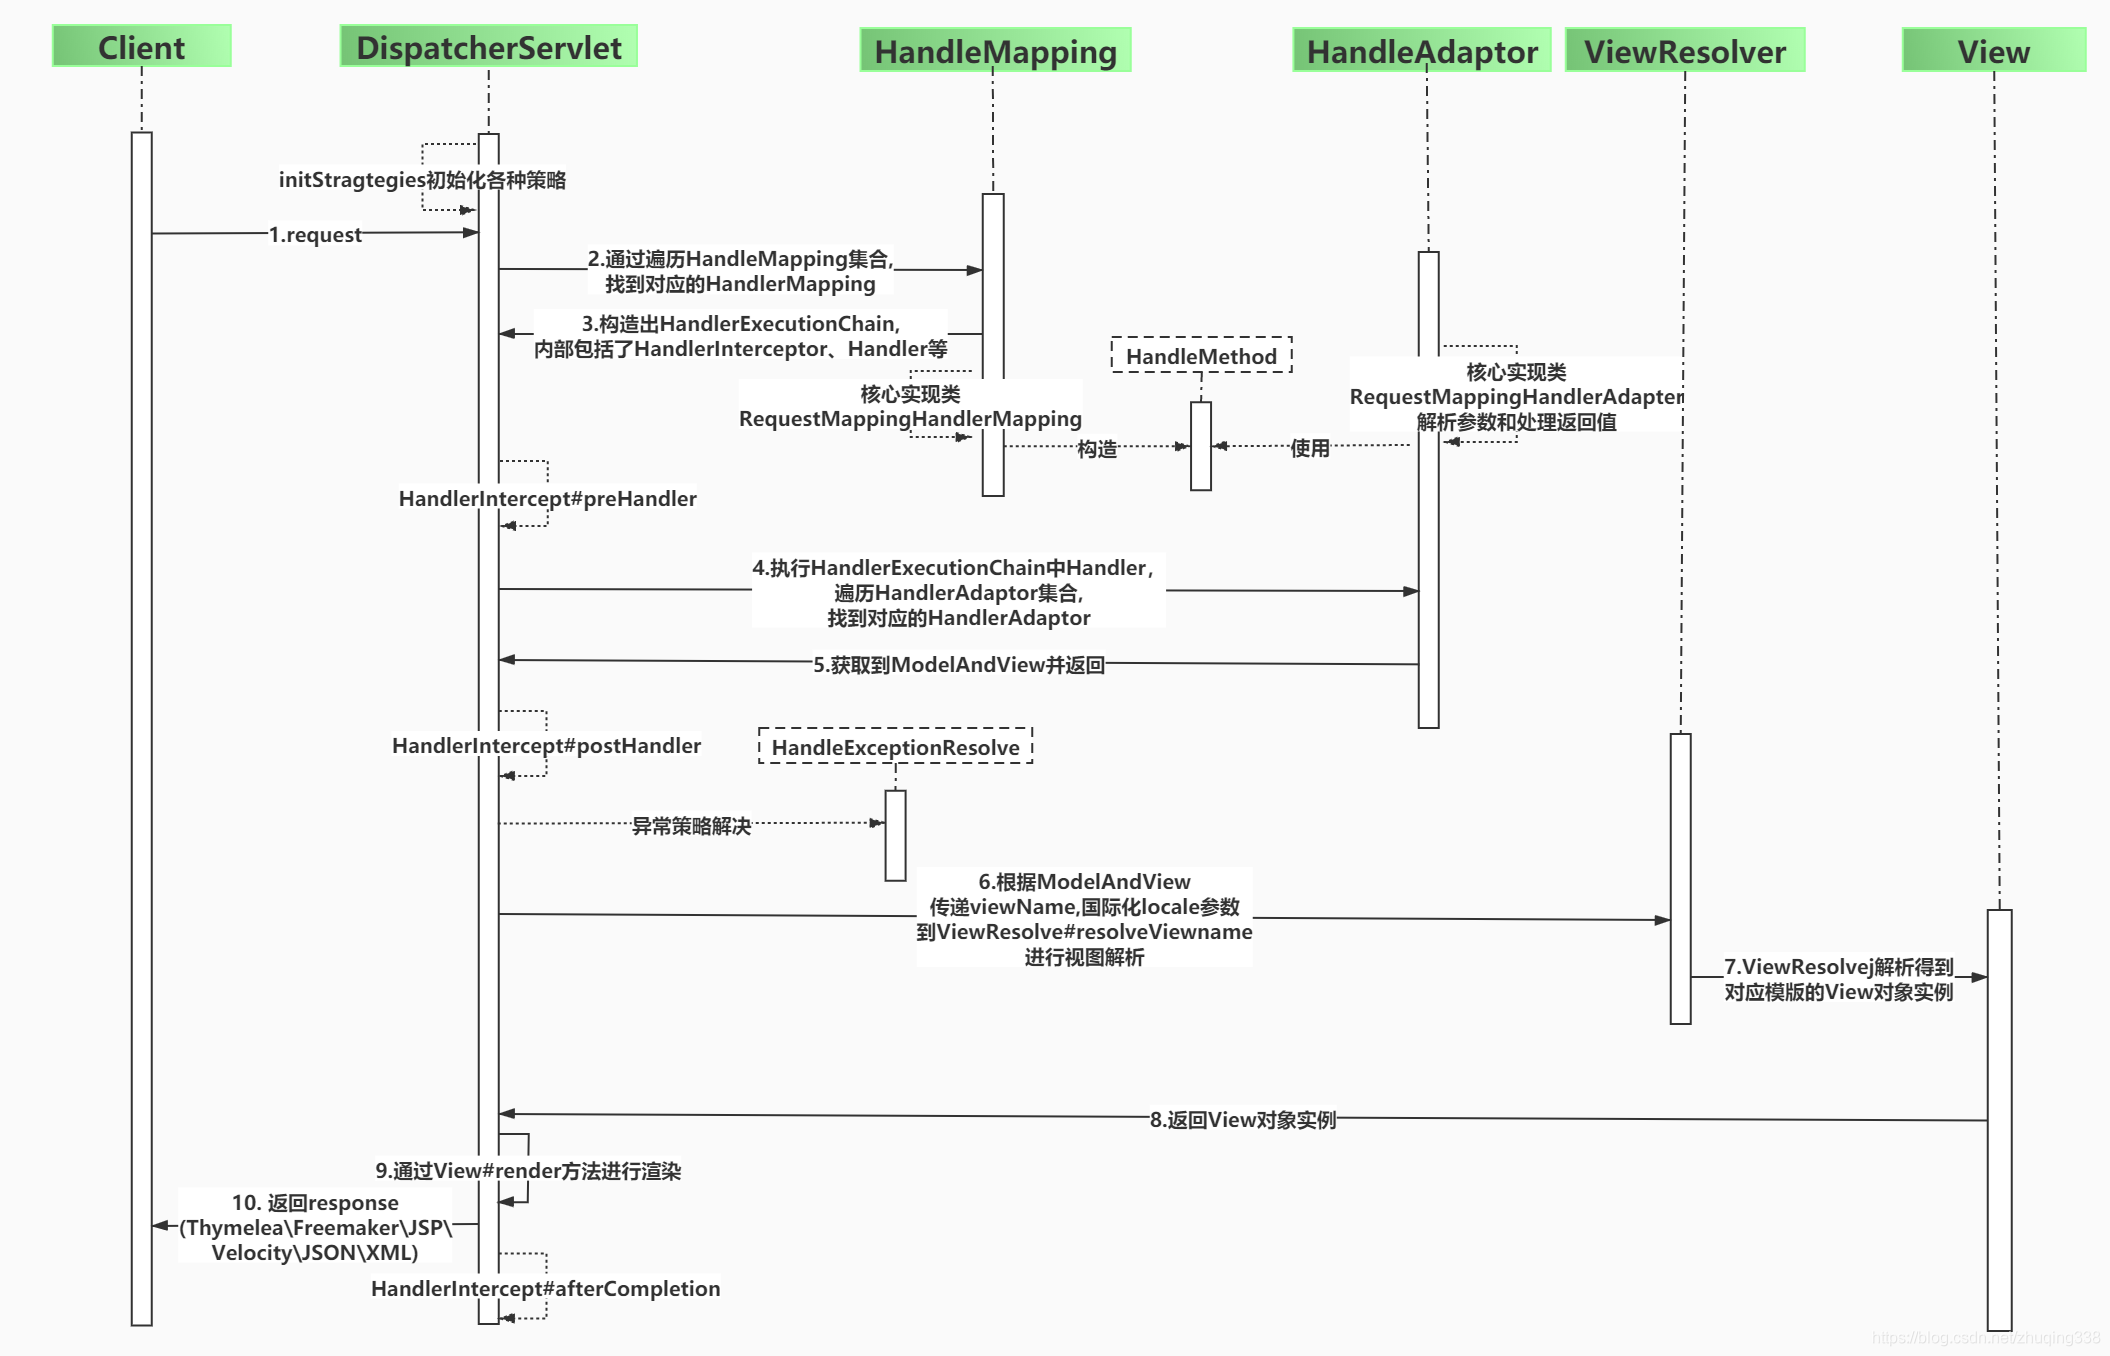 Client
DispatcherServlet
HandleMapping
HandleAdaptor
ViewResolver
View
initStragtegies初始化各种策略
1.request
2.通过遍历HandleMapping集合,
找到对应的HandlerMapping
3.构造出HandlerExecutionChain,
内部包括了HandlerInterceptor、Handler等
核心实现类
RequestMappingHandlerMapping
HandleMethod
核心实现类
RequestMappingHandlerAdapter
解析参数和处理返回值
构造
使用
HandlerIntercept#preHandler
4.执行HandlerExecutionChain中Handler，
遍历HandlerAdaptor集合,
找到对应的HandlerAdaptor
5.获取到ModelAndView并返回
HandlerIntercept#postHandler
HandleExceptionResolve
异常策略解决
6.根据ModelAndView
传递viewName,国际化locale参数
到ViewResolve#resolveViewname
进行视图解析
7.ViewResolvej解析得到
对应模版的View对象实例
8.返回View对象实例
9.通过View#render方法进行渲染
10. 返回response
(Thymelea\Freemaker\JSP\
Velocity\JSON\XML)
HandlerIntercept#afterCompletion
https://blog.csdn.net/zhuqing338